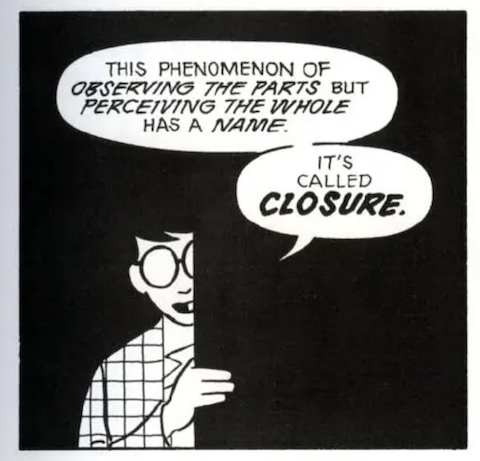 THIS PHENOMENON OF
OBSERVING THE PARTS BUT
PERCEIVING THE WHOLE
HAS A NAME.
IT'S
CALLED
CLOSURE.